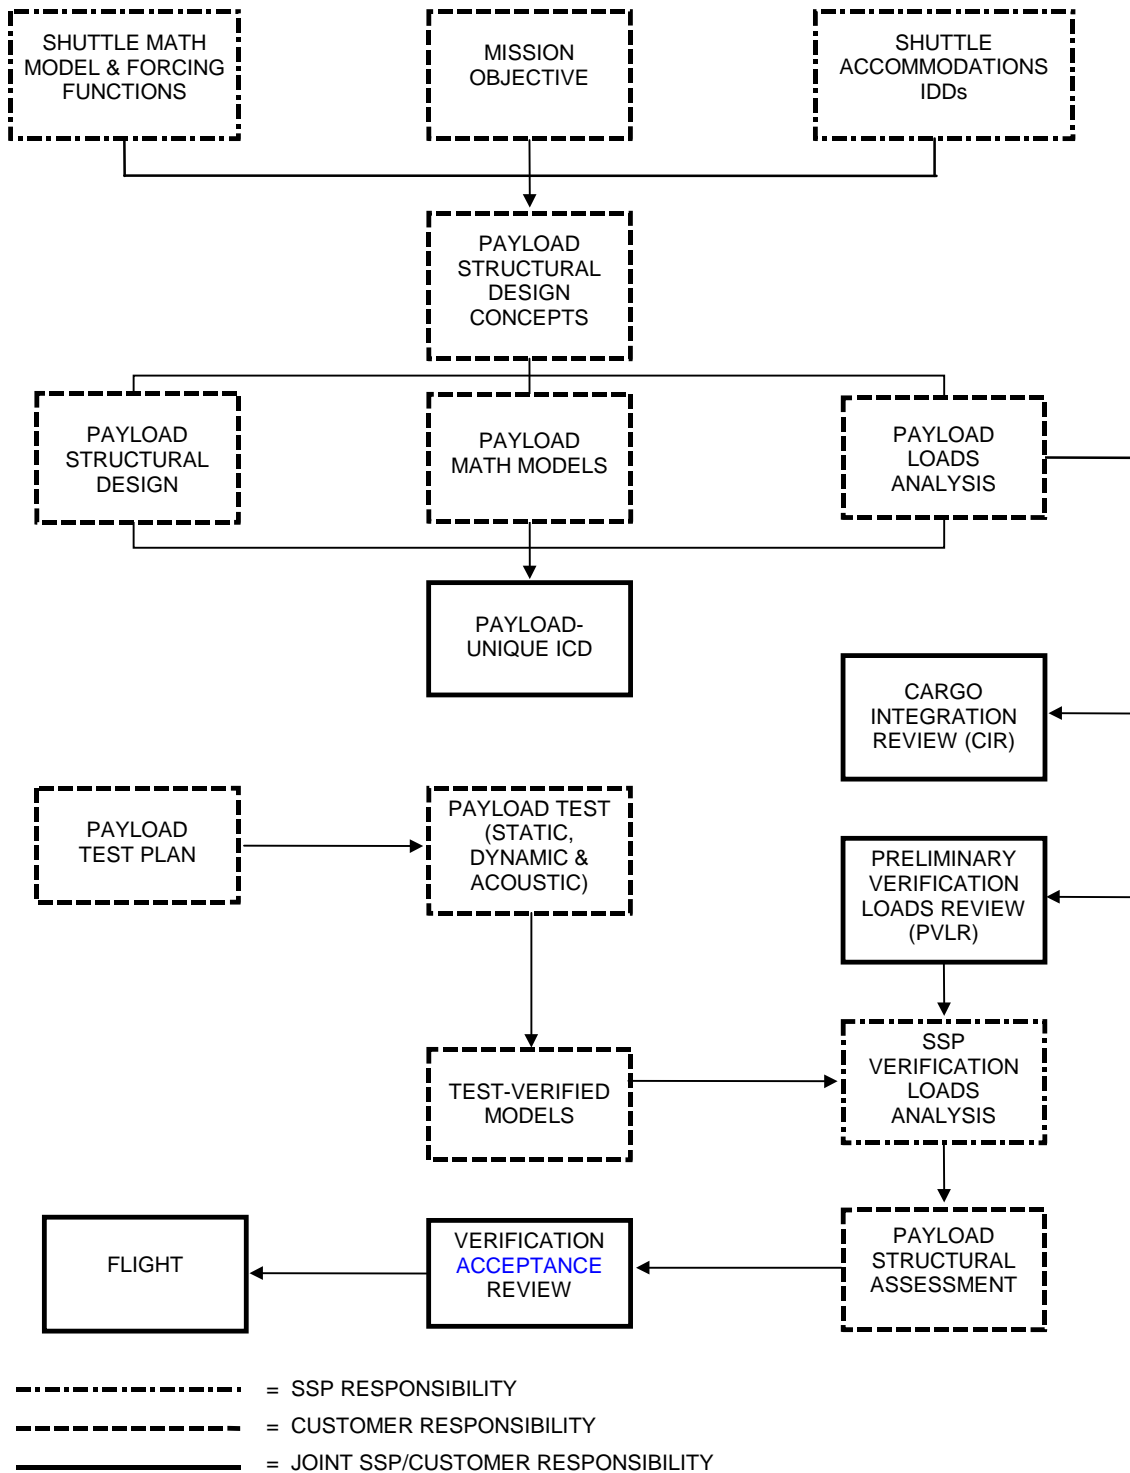 SHUTTLE MATH
MODEL & FORCING
FUNCTIONS
MISSION
OBJECTIVE
SHUTTLE
ACCOMMODATIONS
IDDs
PAYLOAD
STRUCTURAL
DESIGN
CONCEPTS
PAYLOAD
STRUCTURAL
DESIGN
PAYLOAD
MATH MODELS
PAYLOAD
LOADS
ANALYSIS
PAYLOAD-
UNIQUE ICD
CARGO
INTEGRATION
REVIEW (CIR)
PAYLOAD
TEST PLAN
PAYLOAD TEST
(STATIC,
DYNAMIC &
ACOUSTIC)
PRELIMINARY
VERIFICATION
LOADS REVIEW
(PVLR)
TEST-VERIFIED
MODELS
SSP
VERIFICATION
LOADS
ANALYSIS
FLIGHT
VERIFICATION
ACCEPTANCE
REVIEW
PAYLOAD
STRUCTURAL
ASSESSMENT
= SSP RESPONSIBILITY
= CUSTOMER RESPONSIBILITY
= JOINT SSP/CUSTOMER RESPONSIBILITY